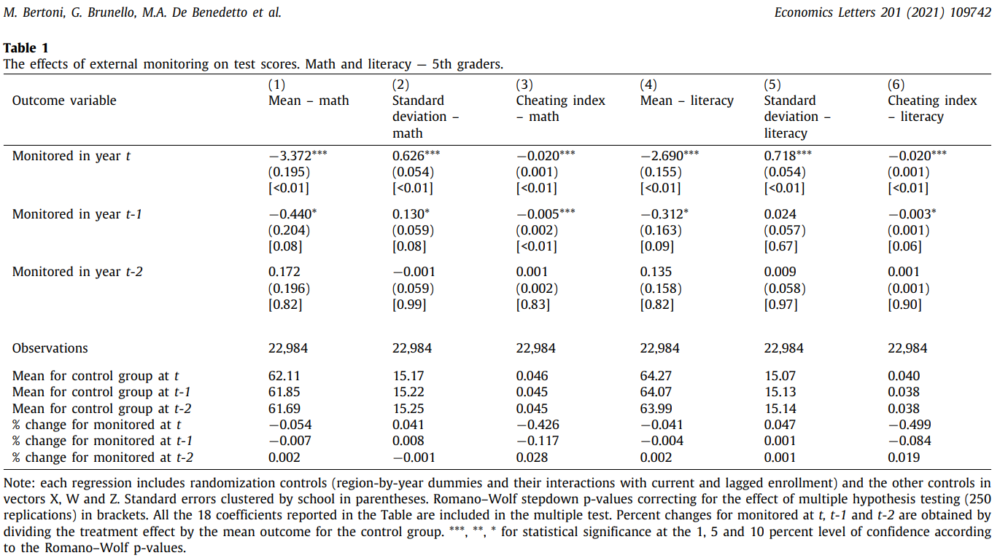 M. Bertoni, G. Brunello, M.A. De Benedetto et al. Economics Letters 201 (2021) 109742
Table 1
The effects of external monitoring on test scores. Math and literacy — 5th graders.
(1) (2) (3) (4) (5) (6)
Outcome variable Mean – math Standard Cheating index Mean – literacy Standard Cheating index
deviation – – math deviation – – literacy
math literacy
Monitored in year t −3.372*** 0.626*** −0.020*** −2.690*** 0.718*** −0.020***
(0.195) (0.054) (0.001) (0.155) (0.054) (0.001)
[<0.01] [<0.01] [<0.01] [<0.01] [<0.01] [<0.01]
Monitored in year t-1 −0.440* 0.130* −0.005*** −0.312* 0.024 −0.003*
(0.204) (0.059) (0.002) (0.163) (0.057) (0.001)
[0.08] [0.08] [<0.01] [0.09] [0.67] [0.06]
Monitored in year t-2 0.172 −0.001 0.001 0.135 0.009 0.001
(0.196) (0.059) (0.002) (0.158) (0.058) (0.001)
[0.82] [0.99] [0.83] [0.82] [0.97] [0.90]
Observations 22,984 22,984 22,984 22,984 22,984 22,984
Mean for control group at t 62.11 15.17 0.046 64.27 15.07 0.040
Mean for control group at t-1 61.85 15.22 0.045 64.07 15.13 0.038
Mean for control group at t-2 61.69 15.25 0.045 63.99 15.14 0.038
% change for monitored at t −0.054 0.041 −0.426 −0.041 0.047 −0.499
% change for monitored at t-1 −0.007 0.008 −0.117 −0.004 0.001 −0.084
% change for monitored at t-2 0.002 −0.001 0.028 0.002 0.001 0.019
Note: each regression includes randomization controls (region-by-year dummies and their interactions with current and lagged enrollment) and the other controls in
vectors X, W and Z. Standard errors clustered by school in parentheses. Romano–Wolf stepdown p-values correcting for the effect of multiple hypothesis testing (250
replications) in brackets. All the 18 coefficients reported in the Table are included in the multiple test. Percent changes for monitored at t, t-1 and t-2 are obtained by
dividing the treatment effect by the mean outcome for the control group. ***, **, * for statistical significance at the 1, 5 and 10 percent level of confidence according
to the Romano–Wolf p-values.